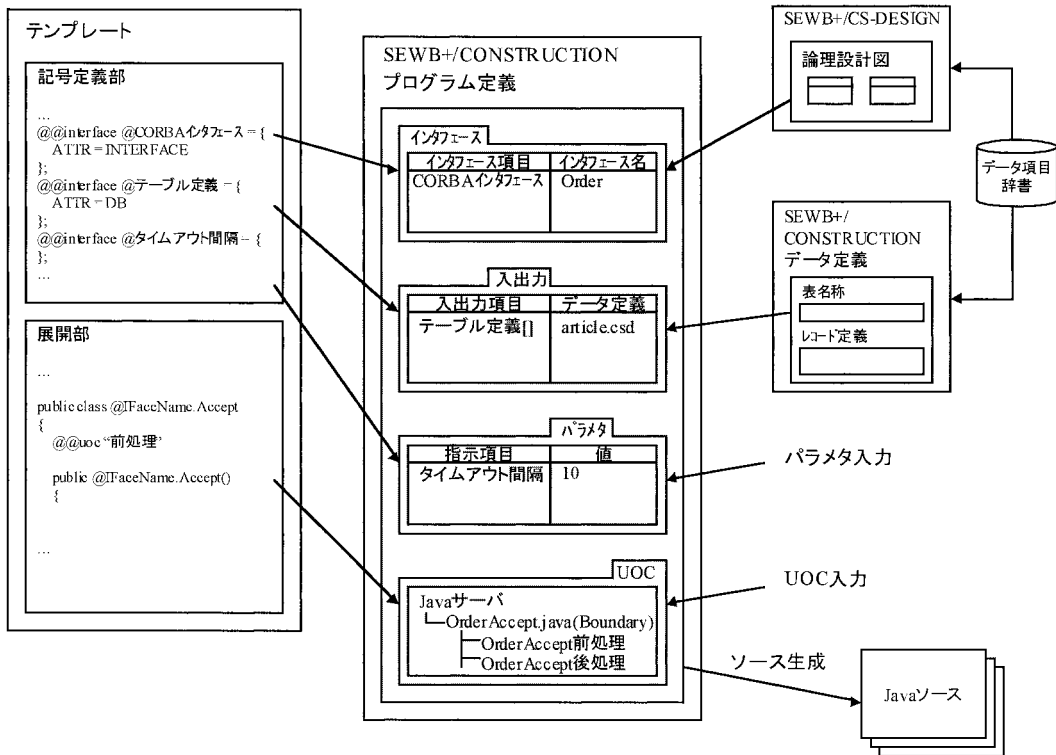 テンプレート
記号定義部
…
@@interface @CORBAインタフェース = {
ATTR = INTERFACE
};
@@interface @テーブル定義 = {
ATTR = DB
};
@@interface @タイムアウト間隔 = {
};
…
展開部
…
public class @IFaceName.Accept
{
@@uoc “前処理”
public @IFaceName.Accept()
{
…
SEWB+/CONSTRUCTION
プログラム定義
インタフェース
インタフェース項目 インタフェース名
CORBAインタフェース Order
入出力
入出力項目 データ定義
テーブル定義[] article.csd
パラメタ
指示項目 値
タイムアウト間隔 10
UOC
Javaサーバ
OrderAccept.java(Boundary)
OrderAccept前処理
OrderAccept後処理
SEWB+/CS-DESIGN
論理設計図
データ項目
辞書
SEWB+/
CONSTRUCTION
データ定義
表名称
レコード定義
パラメタ入力
UOC入力
ソース生成
Javaソース